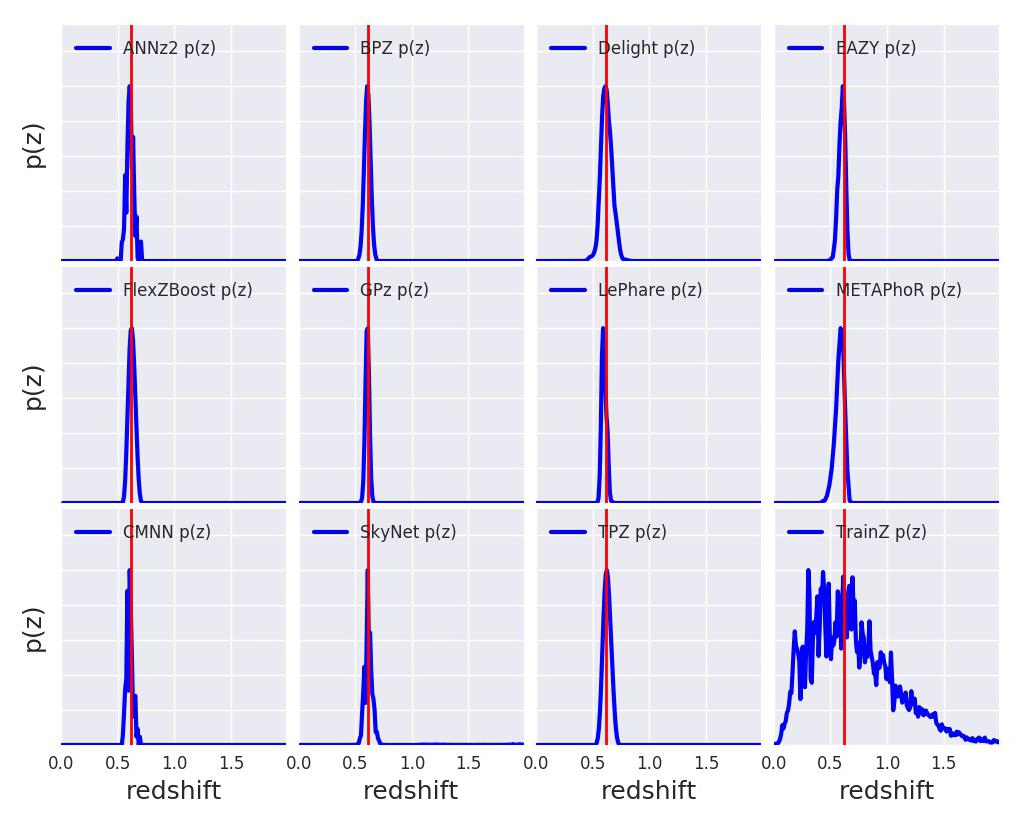 ANNz2 p(z)
BPZ p(z)
Delight p(z)
EAZY p(z)
p(z)
FlexZBoost p(z)
GPz p(z)
LePhare p(z)
METAPhoR p(z)
p(z)
CMNN p(z)
SkyNet p(z)
TPZ p(z)
TrainZ p(z)
p(z)
0.0 0.5 1.0 1.5
0.0 0.5 1.0 1.5
0.0 0.5 1.0 1.5
0.0 0.5 1.0 1.5
redshift
redshift
redshift
redshift